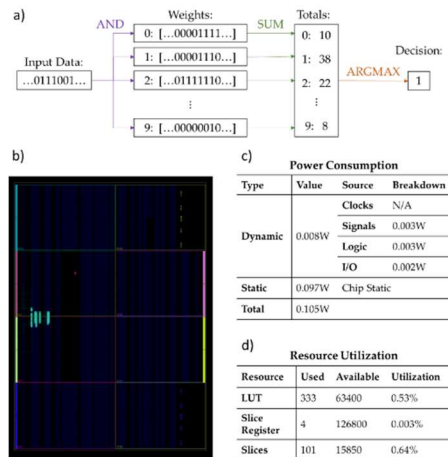 a)
Weights:
Totals:
AND
SUM
0: [...00001111...]
0: 10
Decision:
Input Data:
1: [...00001110...]
1: 38
...0111001...
2: [...01111110...]
2: 22
ARGMAX
1
⋮
⋮
9: [...00000010...]
9: 8
b)
c)
Power Consumption
Type Value Source Breakdown
Dynamic 0.008W Clocks N/A
Signals 0.003W
Logic 0.003W
I/O 0.002W
Static 0.097W Chip Static
Total 0.105W
d)
Resource Utilization
Resource Used Available Utilization
LUT 333 63400 0.53%
Slice Register 4 126800 0.003%
Slices 101 15850 0.64%